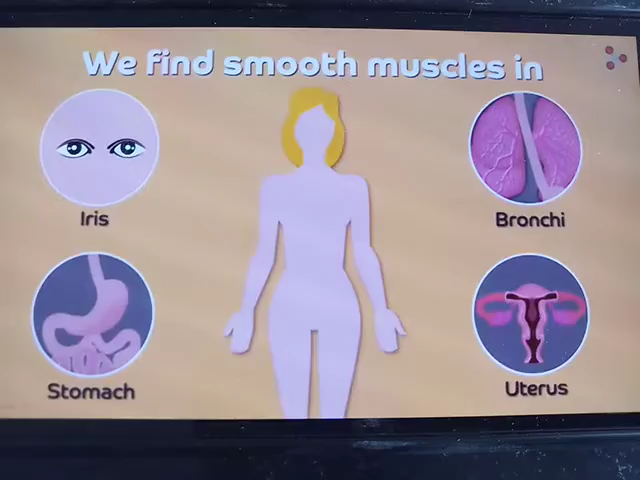 We find smooth muscles in
Iris
Bronchi
Stomach
Uterus